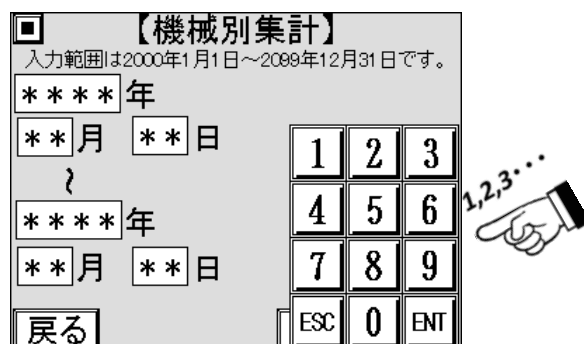 【機械別集計】
入力範囲は2000年1月1日～2099年12月31日です。
****年
**月 **日
～
****年
**月 **日
戻る
1 2 3
4 5 6
7 8 9
ESC 0 ENT
1,2,3・・・